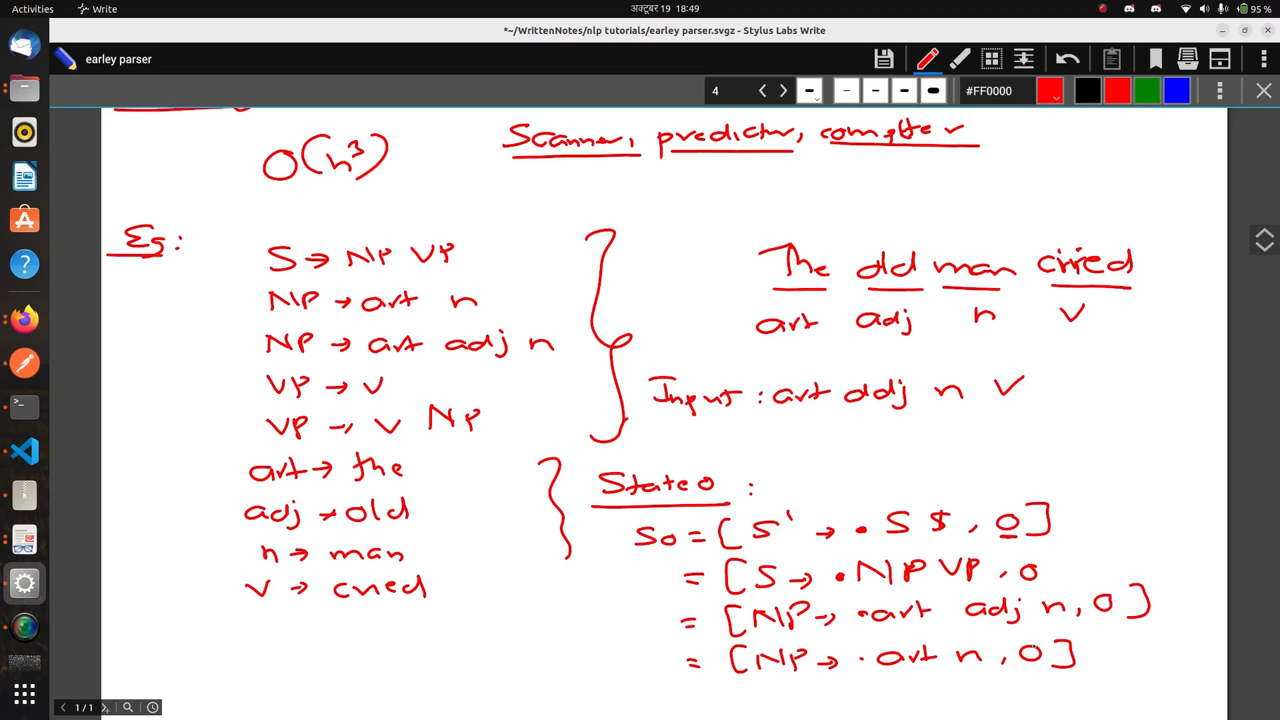 Activities Write अक्टूबर 19 18:49 95 %
*~/WrittenNotes/nlp tutorials/earley parser.svgz - Stylus Labs Write
earley parser
4 #FF0000
Scanner, predictor, completer
O(n³)
Eg:
S → NP VP
NP → art n
NP → art adj n
VP → v
VP → v NP
art → the
adj → old
n → man
v → cried
The old man cried
art adj n v
Input : art adj n v
State 0 :
S0 = [S' → • S $, 0]
= [S → • NP VP, 0
= [NP → • art adj n, 0]
= [NP → • art n, 0]
1/1